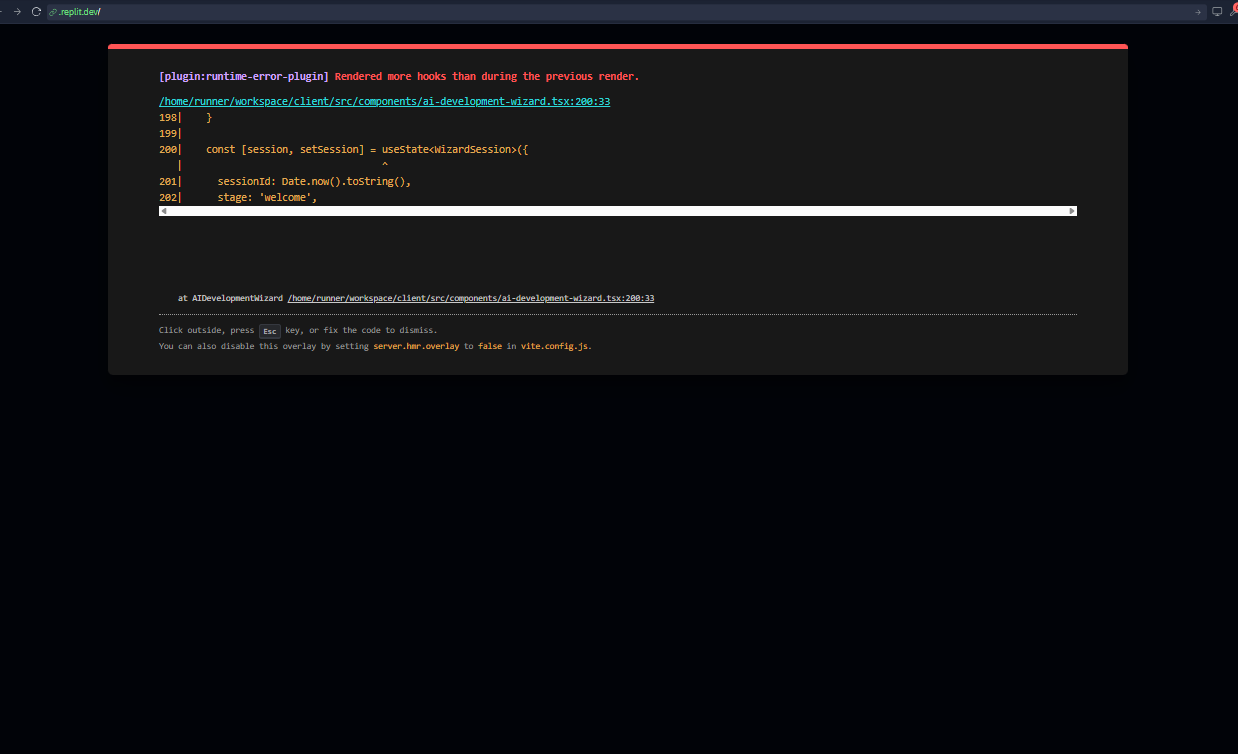 .replit.dev/
[plugin:runtime-error-plugin] Rendered more hooks than during the previous render.
/home/runner/workspace/client/src/components/ai-development-wizard.tsx:200:33
198|    }
199|
200|    const [session, setSession] = useState<WizardSession>({
|                                  ^
201|      sessionId: Date.now().toString(),
202|      stage: 'welcome',
at AIDevelopmentWizard /home/runner/workspace/client/src/components/ai-development-wizard.tsx:200:33
Click outside, press Esc key, or fix the code to dismiss.
You can also disable this overlay by setting server.hmr.overlay to false in vite.config.js.